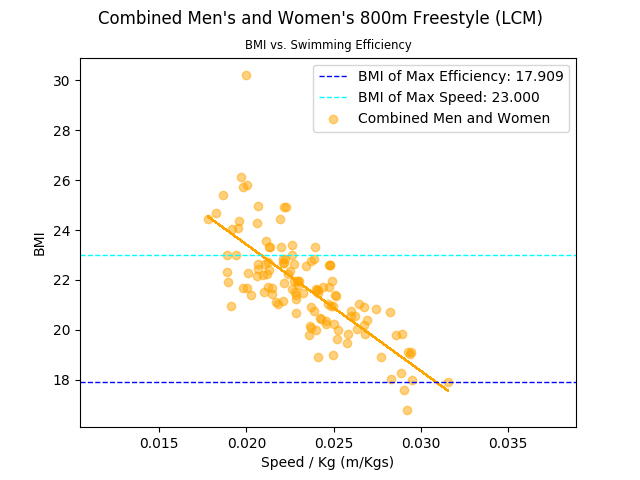 Combined Men's and Women's 800m Freestyle (LCM)
BMI vs. Swimming Efficiency
BMI of Max Efficiency: 17.909
BMI of Max Speed: 23.000
Combined Men and Women
BMI
30
28
26
24
22
20
18
0.015 0.020 0.025 0.030 0.035
Speed / Kg (m/Kgs)